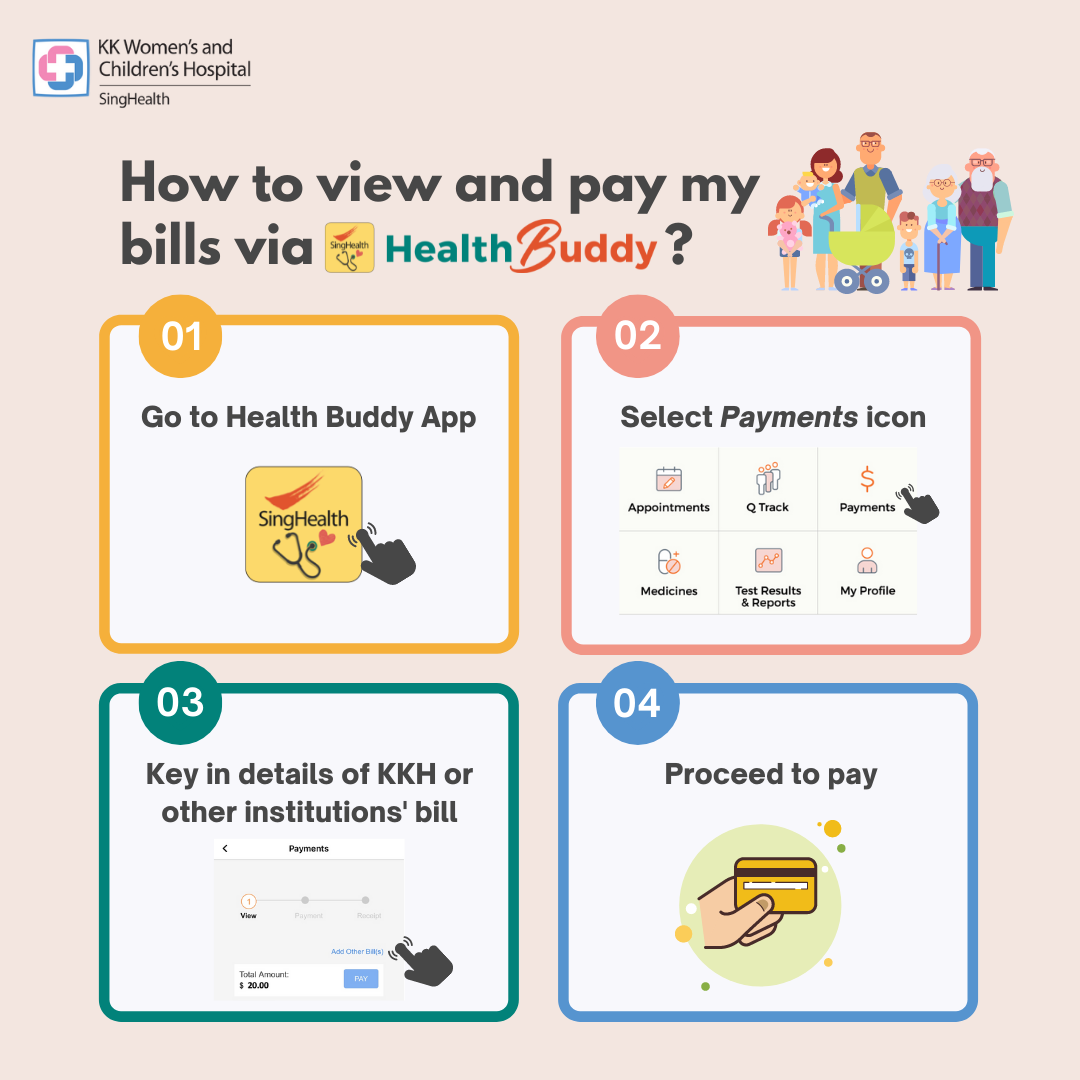 KK Women's and
Children's Hospital
SingHealth
How to view and pay my
bills via SingHealth HealthBuddy?
01
Go to Health Buddy App
SingHealth
02
Select Payments icon
Appointments
Q Track
Payments
Medicines
Test Results
& Reports
My Profile
03
Key in details of KKH or
other institutions' bill
Payments
1
View
Payment
Receipt
Add Other Bill(s)
Total Amount:
$ 20.00
PAY
04
Proceed to pay